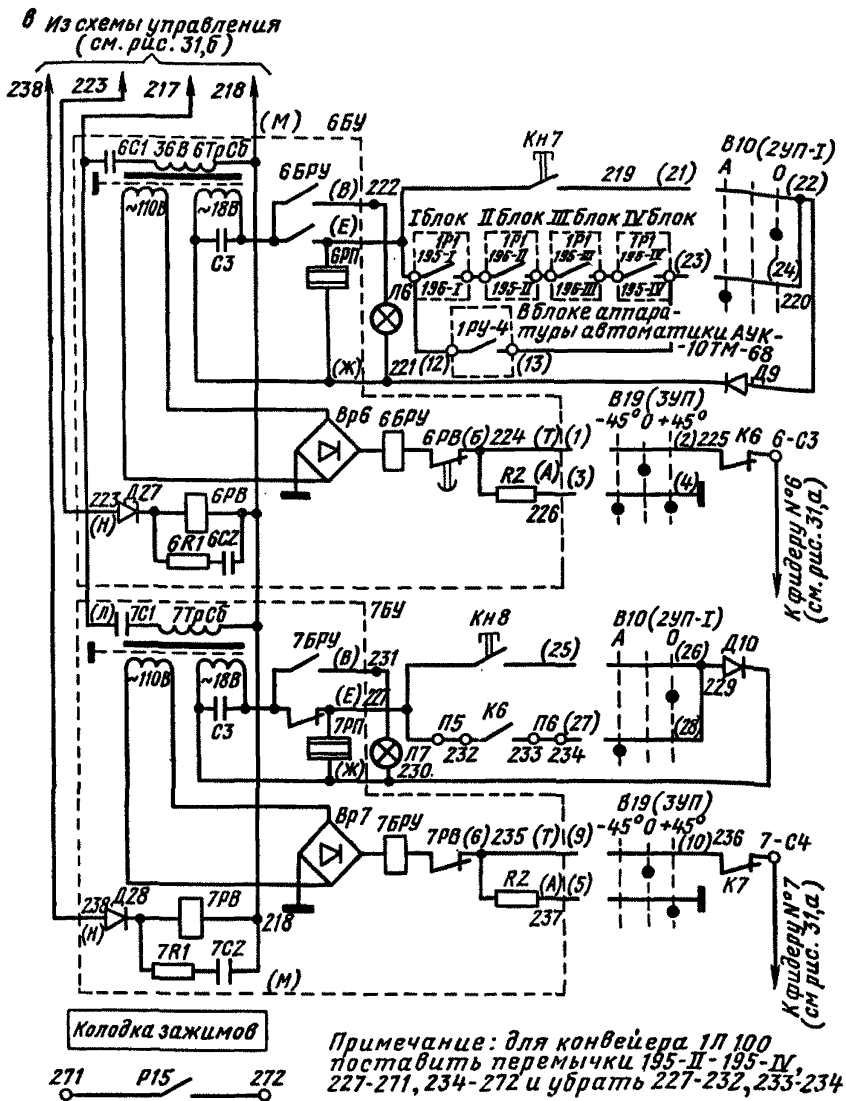 в Из схемы управления
(см. рис. 31,б)
238 223 217 218
(М) 6БУ
6С1 36В 6ТрСб
Кн7
В10(2УП-I)
А О
6БРУ (В) 222
219 (21) (22)
~110В ~18В
(Е)
I блок II блок III блок IV блок
1Р1 1Р1 1Р1 1Р1
195-I 196-II 195-III 195-IV (23)
196-I 195-II 196-III 196-IV
(24)
С3 6РП
220
Л6
В блоке аппара-
туры автоматики АУК-
-10ТМ-68
1РУ-4
(Ж) 221 (12) (13)
Д9
В19 (3УП)
-45° 0 +45°
Вр6 6БРУ
6РВ (6) 224 (Т) (1)
(2) 225 К6 6-С3
R2 (А) (3)
(4)
226
223 Д27 6РВ
(Н)
6R1 6С2
К фидеру №6
(см. рис. 31,а)
(Л) 7С1 7ТрСб
7БУ
Кн8
В10(2УП-I)
А О
7БРУ (В) 231
(25) (26) Д10
~110В ~18В
(Е) 227
229
С3 7РП
П5 К6 П6 (27)
(28)
232 233 234
Л7
(Ж) 230
В19(3УП)
-45° 0 +45°
Вр7 7БРУ
7РВ (6) 235 (Т) (9)
(10) 236 7-С4
К7
R2 (А) (5)
237
238 Д28 7РВ
(Н) 218
7R1 7С2
(М)
К фидеру №7
(см рис. 31,а)
Колодка зажимов
271 Р15 272
Примечание: для конвейера 1Л 100
поставить перемычки 195-II-195-IV,
227-271, 234-272 и убрать 227-232, 233-234